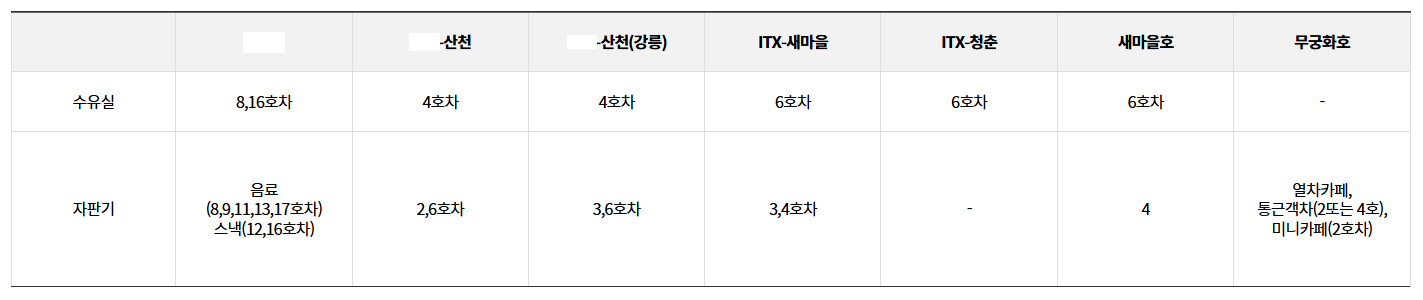 -산천
-산천(강릉)
ITX-새마을
ITX-청춘
새마을호
무궁화호
수유실
8,16호차
4호차
4호차
6호차
6호차
6호차
-
자판기
음료
(8,9,11,13,17호차)
스낵(12,16호차)
2,6호차
3,6호차
3,4호차
-
4
열차카페,
통근객차(2또는 4호),
미니카페(2호차)